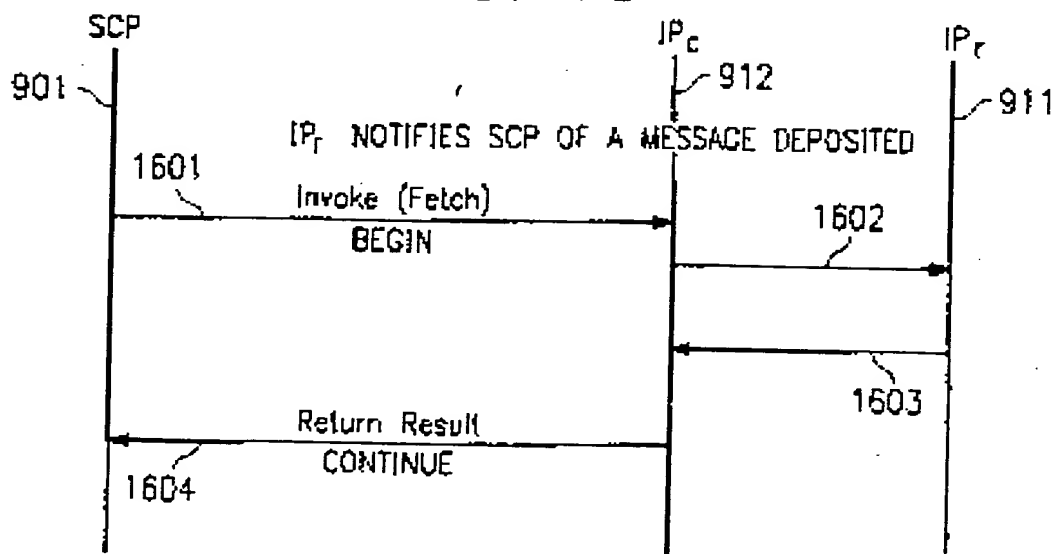 SCP
IPc
IPr
901
912
911
IPr NOTIFIES SCP OF A MESSAGE DEPOSITED
1601
Invoke (Fetch)
BEGIN
1602
1603
Return Result
CONTINUE
1604